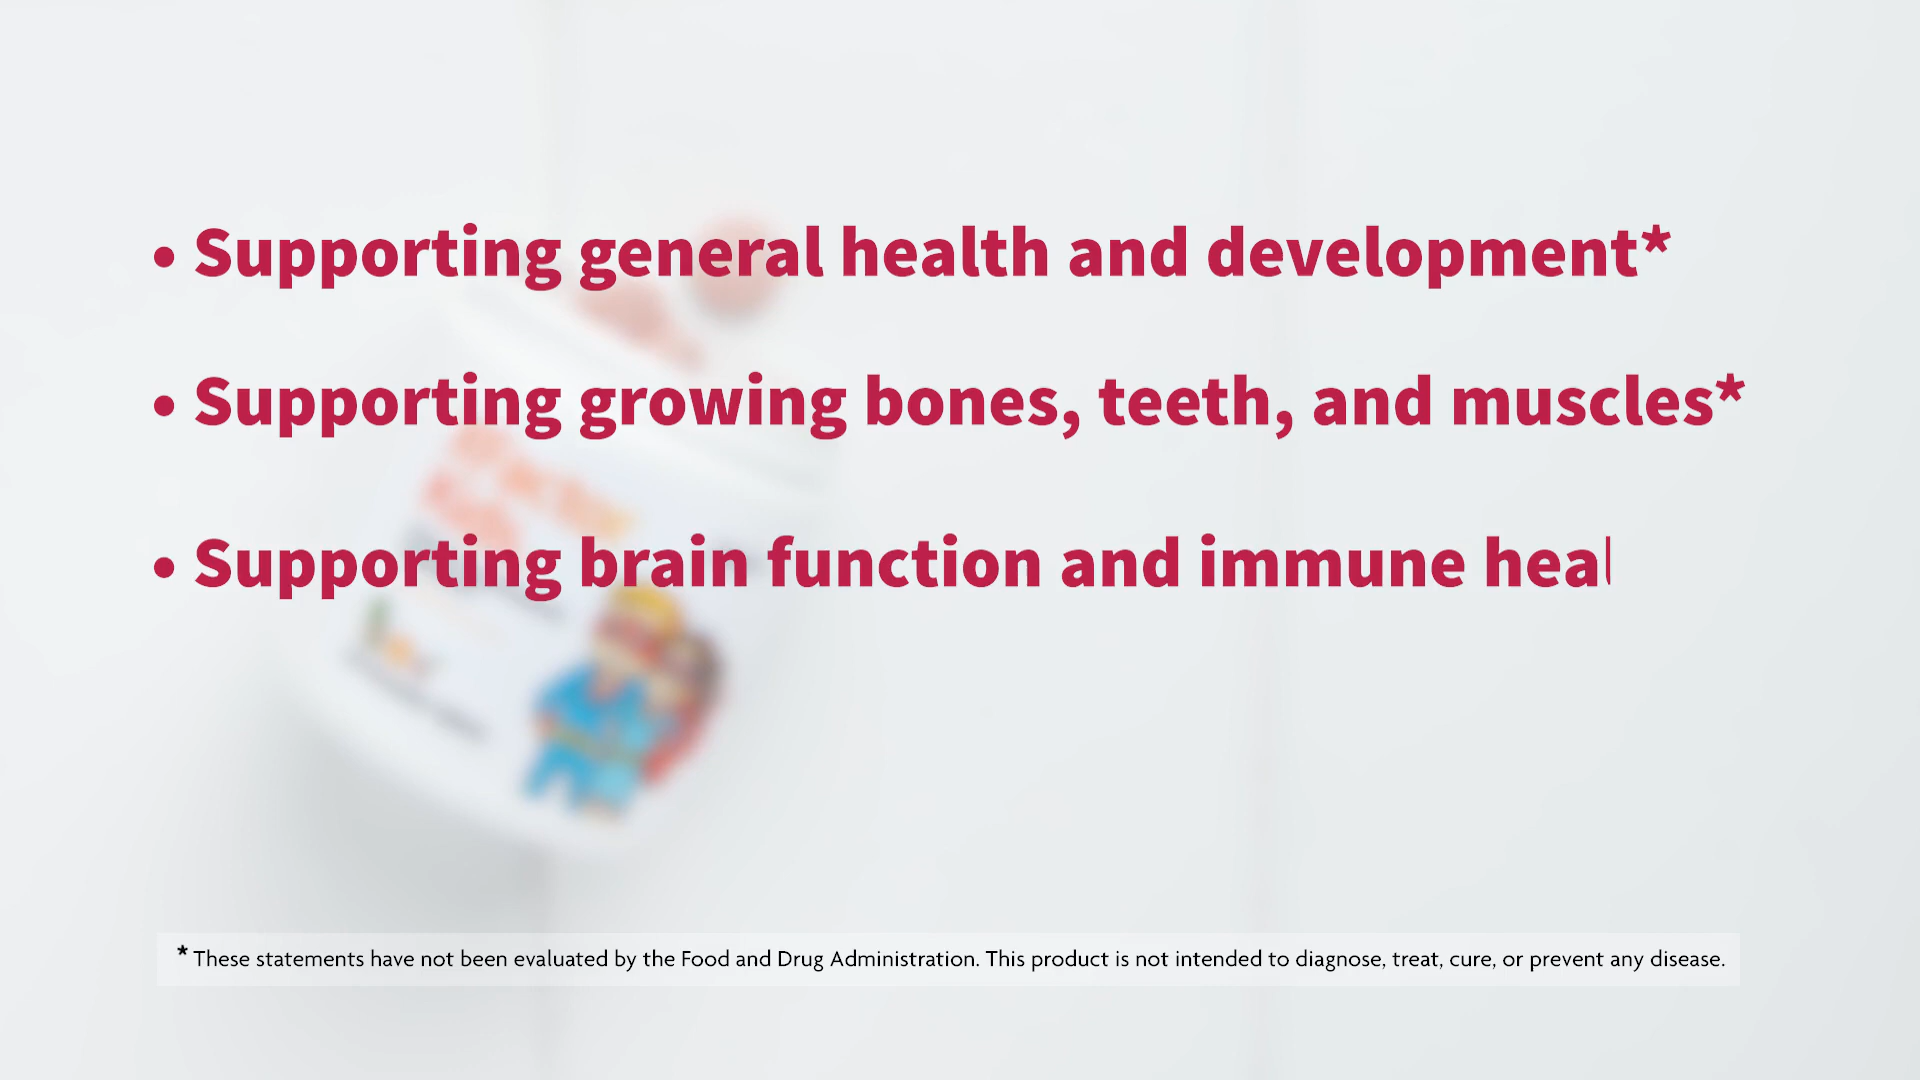 • Supporting general health and development*
• Supporting growing bones, teeth, and muscles*
• Supporting brain function and immune heal
* These statements have not been evaluated by the Food and Drug Administration. This product is not intended to diagnose, treat, cure, or prevent any disease.